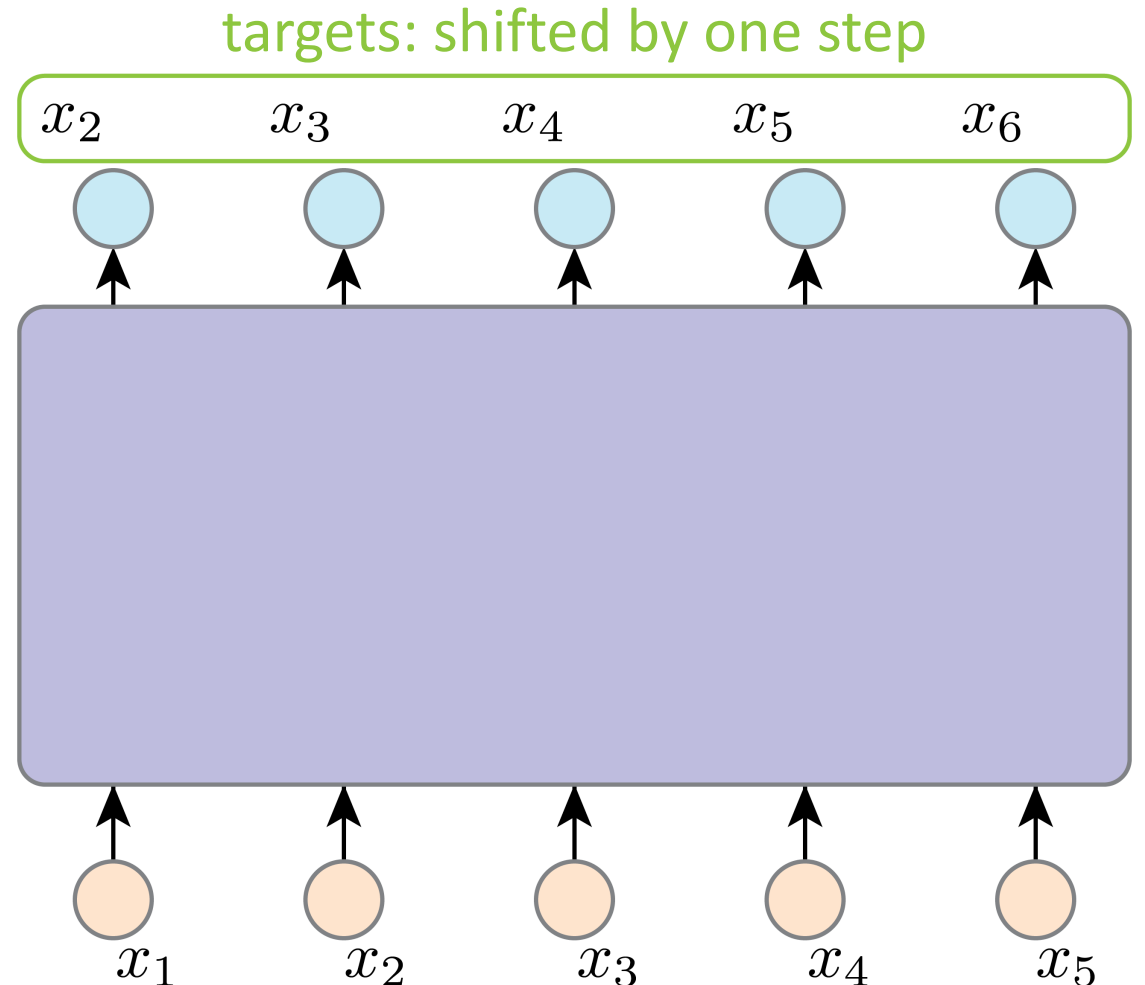 targets: shifted by one step
x₂ x₃ x₄ x₅ x₆
x₁ x₂ x₃ x₄ x₅